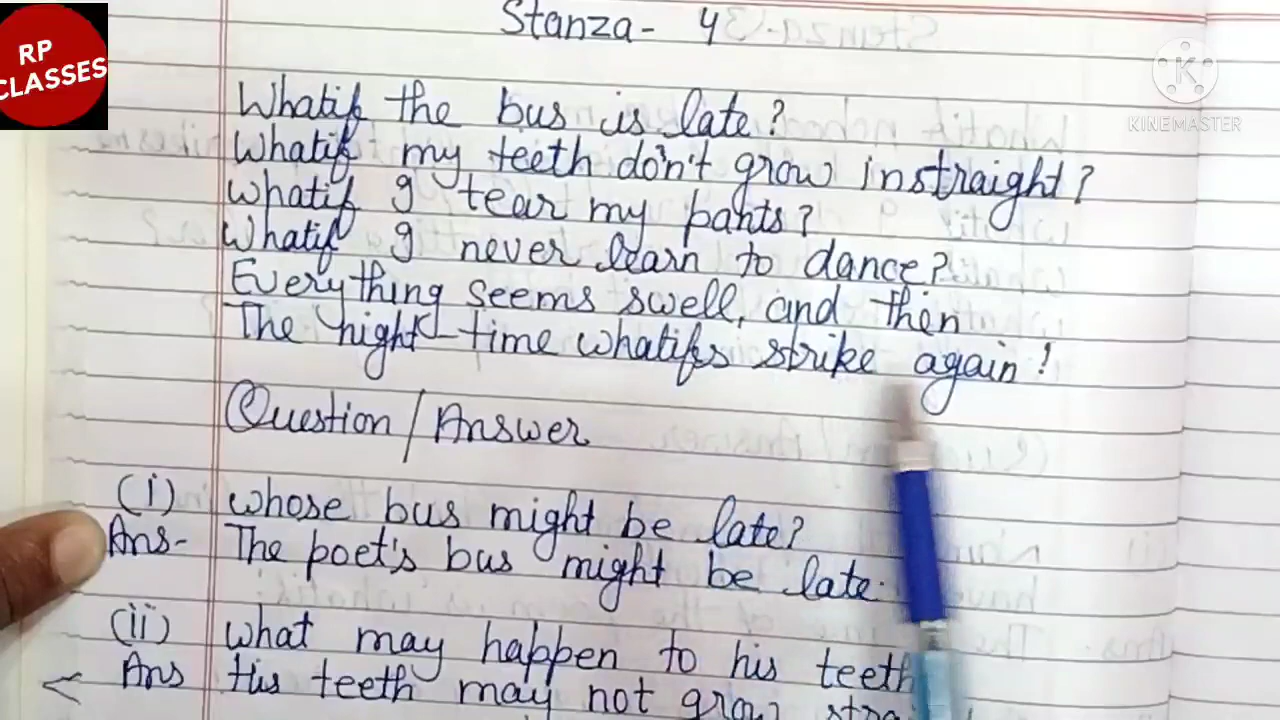 RP
CLASSES
Stanza- 4
KINEMASTER
Whatif the bus is late?
Whatif my teeth don't grow instraight?
Whatif I tear my pants?
Whatif I never learn to dance?
Everything seems swell, and then
The night-time whatifs strike again!
Question/Answer
(i) Whose bus might be late?
Ans- The poet's bus might be late.
(ii) What may happen to his teeth
Ans His teeth may not grow